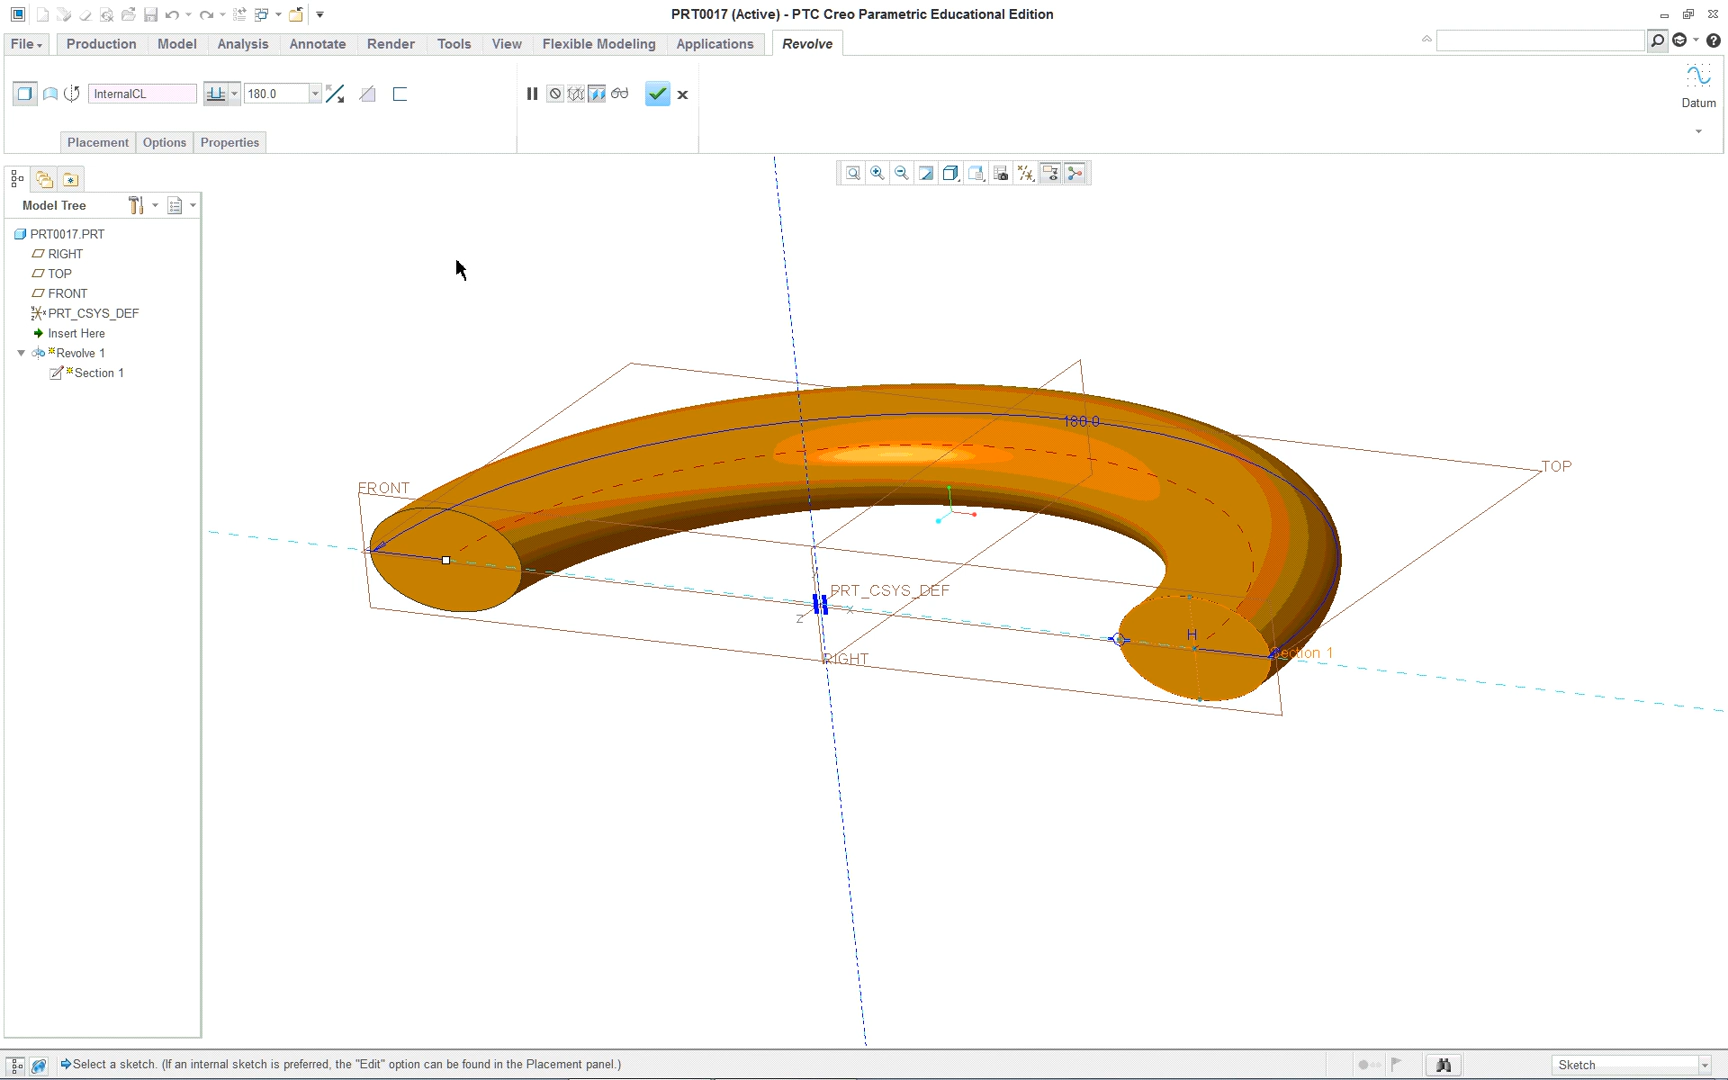 PRT0017 (Active) - PTC Creo Parametric Educational Edition
File Production Model Analysis Annotate Render Tools View Flexible Modeling Applications Revolve
InternalCL 180.0
Datum
Placement Options Properties
Model Tree
PRT0017.PRT
RIGHT
TOP
FRONT
PRT_CSYS_DEF
Insert Here
Revolve 1
Section 1
180.0
TOP
FRONT
PRT_CSYS_DEF
X
Z
H
Section 1
RIGHT
Select a sketch. (If an internal sketch is preferred, the "Edit" option can be found in the Placement panel.)
Sketch